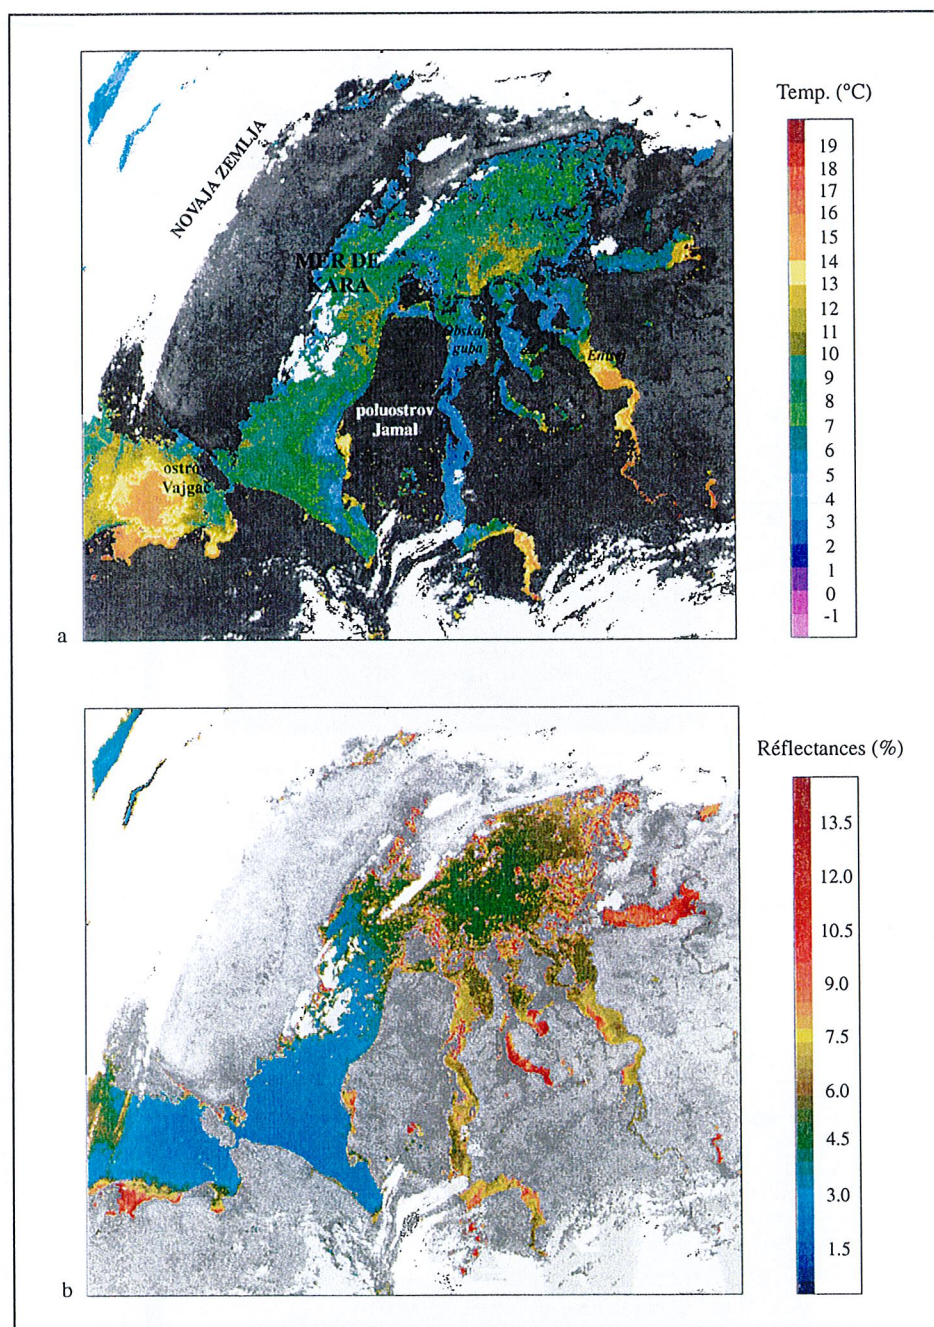 Temp. (°C)
NOVAJA ZEMLJA
19
18
17
16
15
14
13
12
11
10
9
8
7
6
5
4
3
2
1
0
-1
MER DE
KARA
Obskaja
guba
Enisej
poluostrov
Jamal
ostrov
Vajgač
a
Réflectances (%)
13.5
12.0
10.5
9.0
7.5
6.0
4.5
3.0
1.5
b